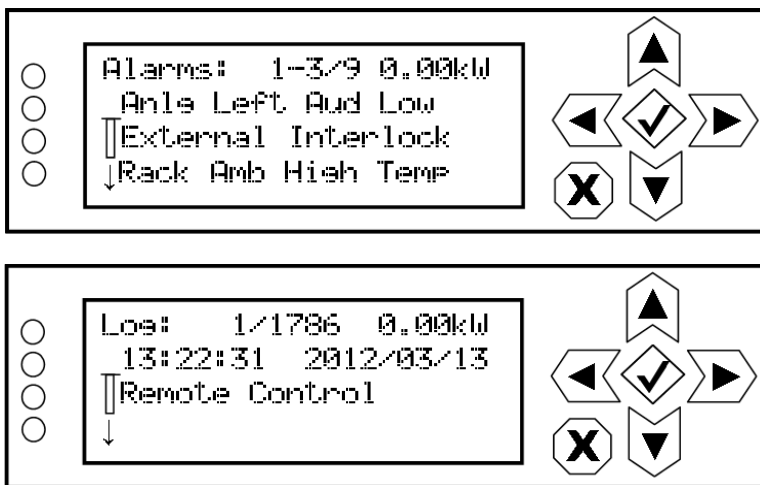 Alarms: 1-3/9 0.00kW
Anlg Left Aud Low
External Interlock
↓Rack Amb High Temp
Log: 1/1786 0.00kW
13:22:31 2012/03/13
Remote Control
↓